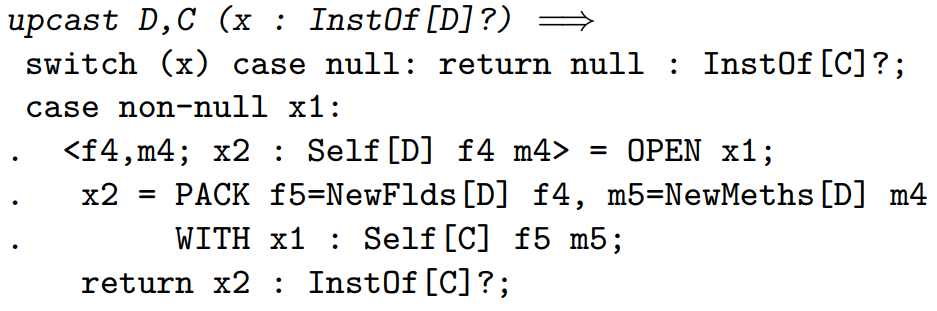 upcast D,C (x : InstOf[D]?) ⟹
switch (x) case null: return null : InstOf[C]?;
case non-null x1:
. <f4,m4; x2 : Self[D] f4 m4> = OPEN x1;
. x2 = PACK f5=NewFlds[D] f4, m5=NewMeths[D] m4
. WITH x1 : Self[C] f5 m5;
return x2 : InstOf[C]?;